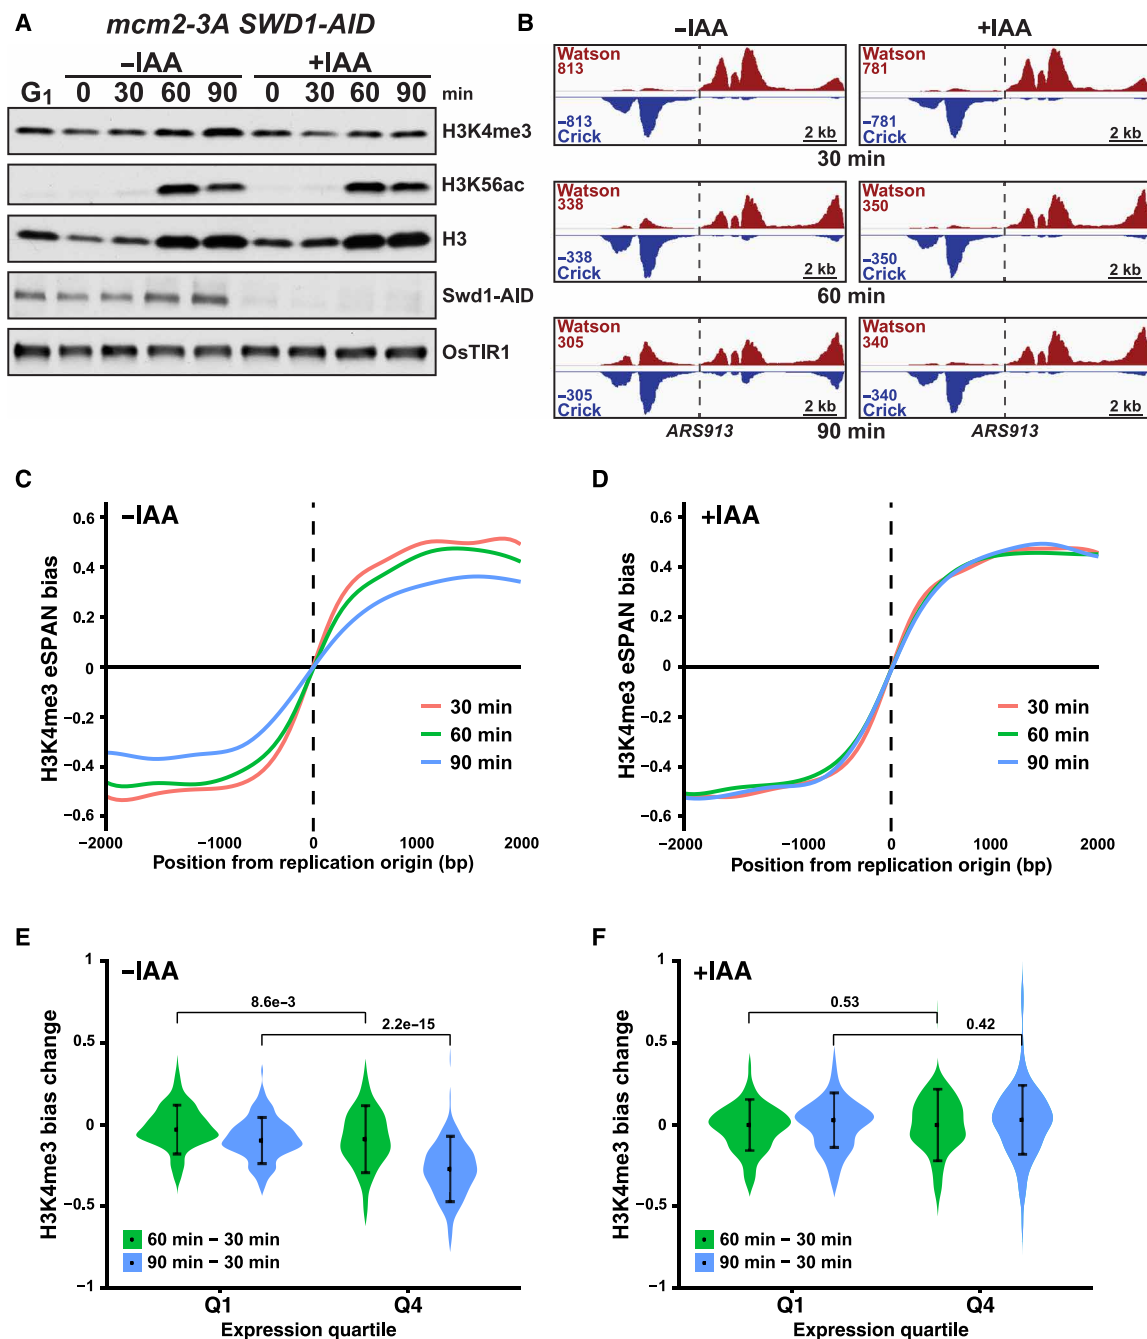 A
mcm2-3A SWD1-AID
–IAA +IAA
G1 0 30 60 90 0 30 60 90 min
H3K4me3
H3K56ac
H3
Swd1-AID
OsTIR1
B
–IAA +IAA
Watson
813
–813
Crick
2 kb
Watson
781
–781
Crick
2 kb
30 min
Watson
338
–338
Crick
2 kb
Watson
350
–350
Crick
2 kb
60 min
Watson
305
–305
Crick
2 kb
Watson
340
–340
Crick
2 kb
ARS913 90 min ARS913
C
–IAA
H3K4me3 eSPAN bias
0.6
0.4
0.2
0
−0.2
−0.4
−0.6
30 min
60 min
90 min
−2000 −1000 0 1000 2000
Position from replication origin (bp)
D
+IAA
H3K4me3 eSPAN bias
0.6
0.4
0.2
0
−0.2
−0.4
−0.6
30 min
60 min
90 min
−2000 −1000 0 1000 2000
Position from replication origin (bp)
E
–IAA
H3K4me3 bias change
1
0.5
0
−0.5
−1
8.6e−3
2.2e−15
60 min − 30 min
90 min − 30 min
Q1 Q4
Expression quartile
F
+IAA
H3K4me3 bias change
1
0.5
0
−0.5
−1
0.53
0.42
60 min − 30 min
90 min − 30 min
Q1 Q4
Expression quartile